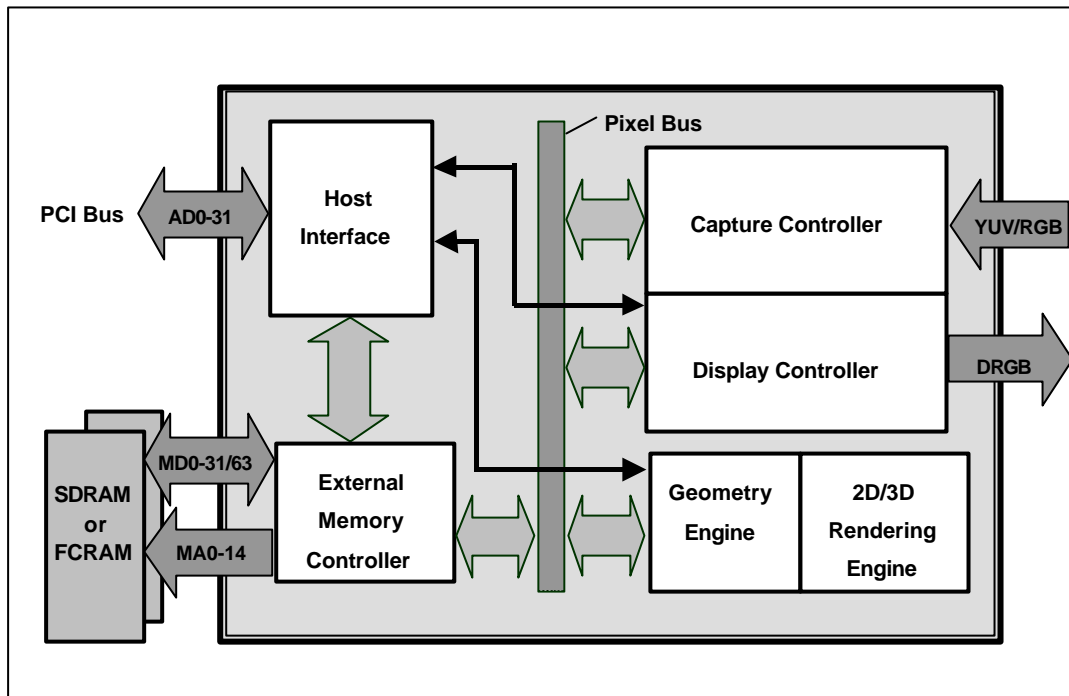 Pixel Bus
Host
Interface
PCI Bus
AD0-31
Capture Controller
YUV/RGB
Display Controller
DRGB
SDRAM
or
FCRAM
MD0-31/63
MA0-14
External
Memory
Controller
Geometry
Engine
2D/3D
Rendering
Engine